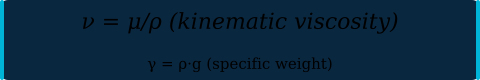 ν = μ/ρ (kinematic viscosity)
γ = ρ·g (specific weight)